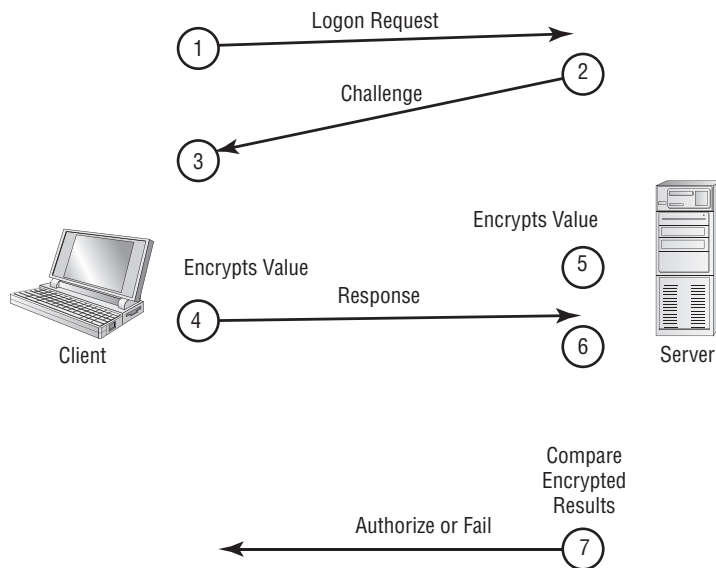 Logon Request
1
2
Challenge
3
Encrypts Value
5
Encrypts Value
Response
4
6
Client
Server
Compare
Encrypted
Results
Authorize or Fail
7